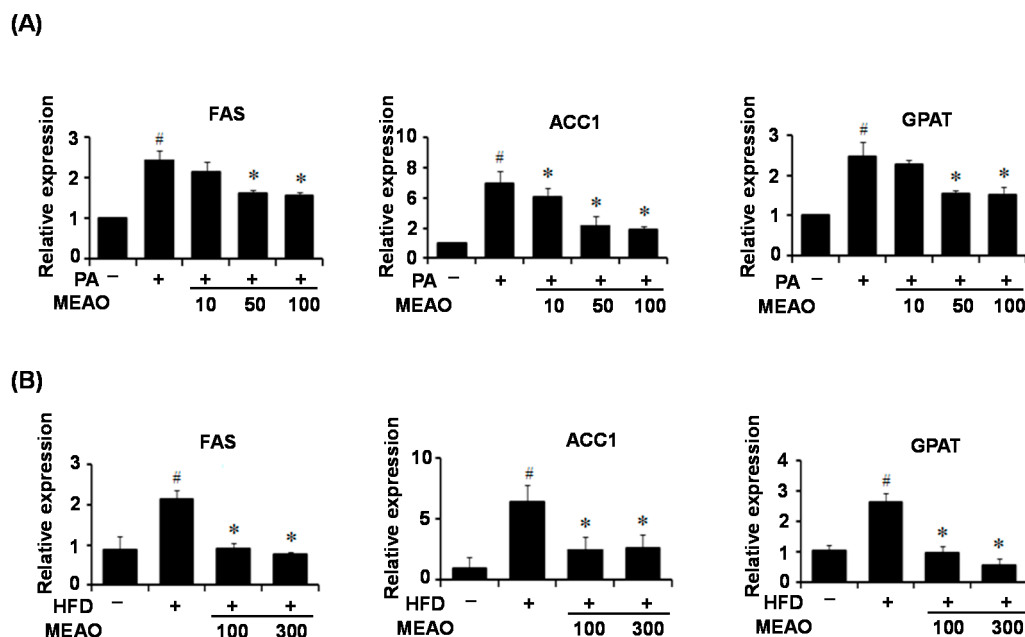 (A)
FAS
Relative expression
3
2
1
0
# * *
PA – + + + +
MEAO 10 50 100
ACC1
Relative expression
10
8
6
2
0
# * * *
– + + + +
10 50 100
GPAT
Relative expression
3
2
1
0
# * *
PA – + + + +
MEAO 10 50 100
(B)
FAS
Relative expression
3
2
1
0
# * *
HFD – + + +
MEAO 100 300
ACC1
Relative expression
10
5
0
# * *
HFD – + + +
MEAO 100 300
GPAT
Relative expression
4
3
2
1
0
# * *
HFD – + + +
MEAO 100 300